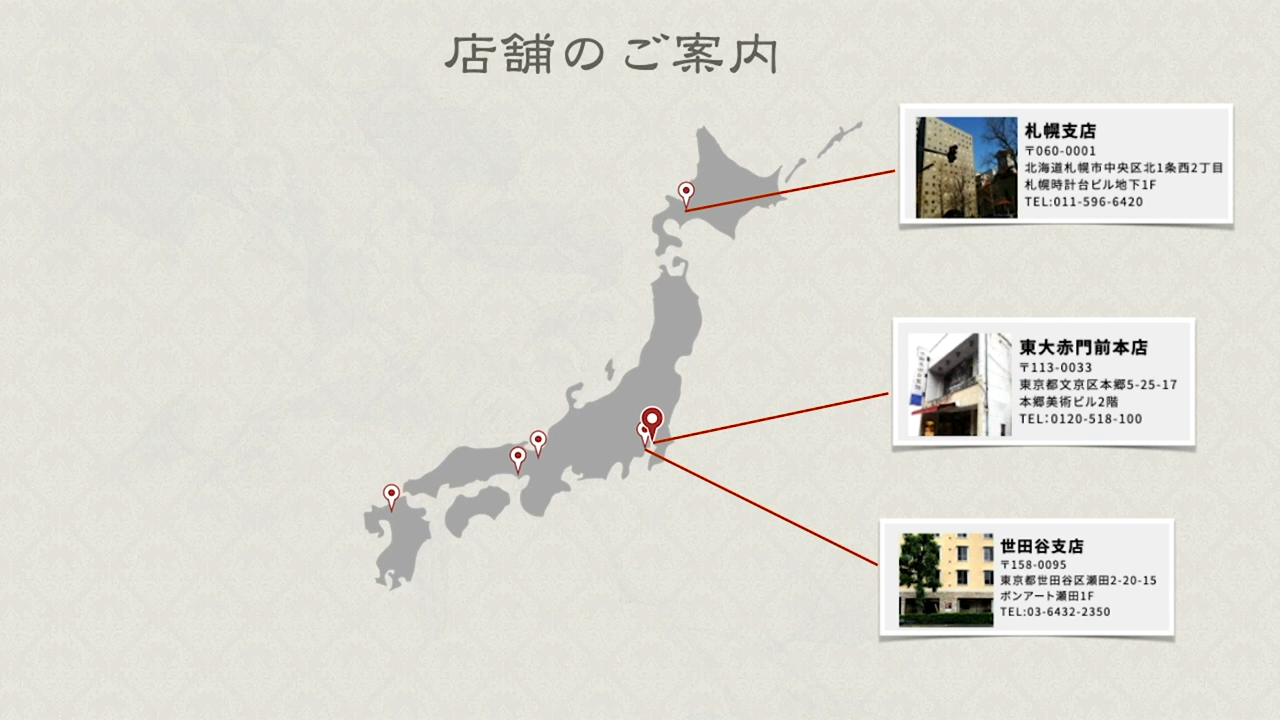 店舗のご案内
札幌支店
〒060-0001
北海道札幌市中央区北1条西2丁目
札幌時計台ビル地下1F
TEL:011-596-6420
東大赤門前本店
〒113-0033
東京都文京区本郷5-25-17
本郷美術ビル2階
TEL:0120-518-100
世田谷支店
〒158-0095
東京都世田谷区瀬田2-20-15
ボンアート瀬田1F
TEL:03-6432-2350